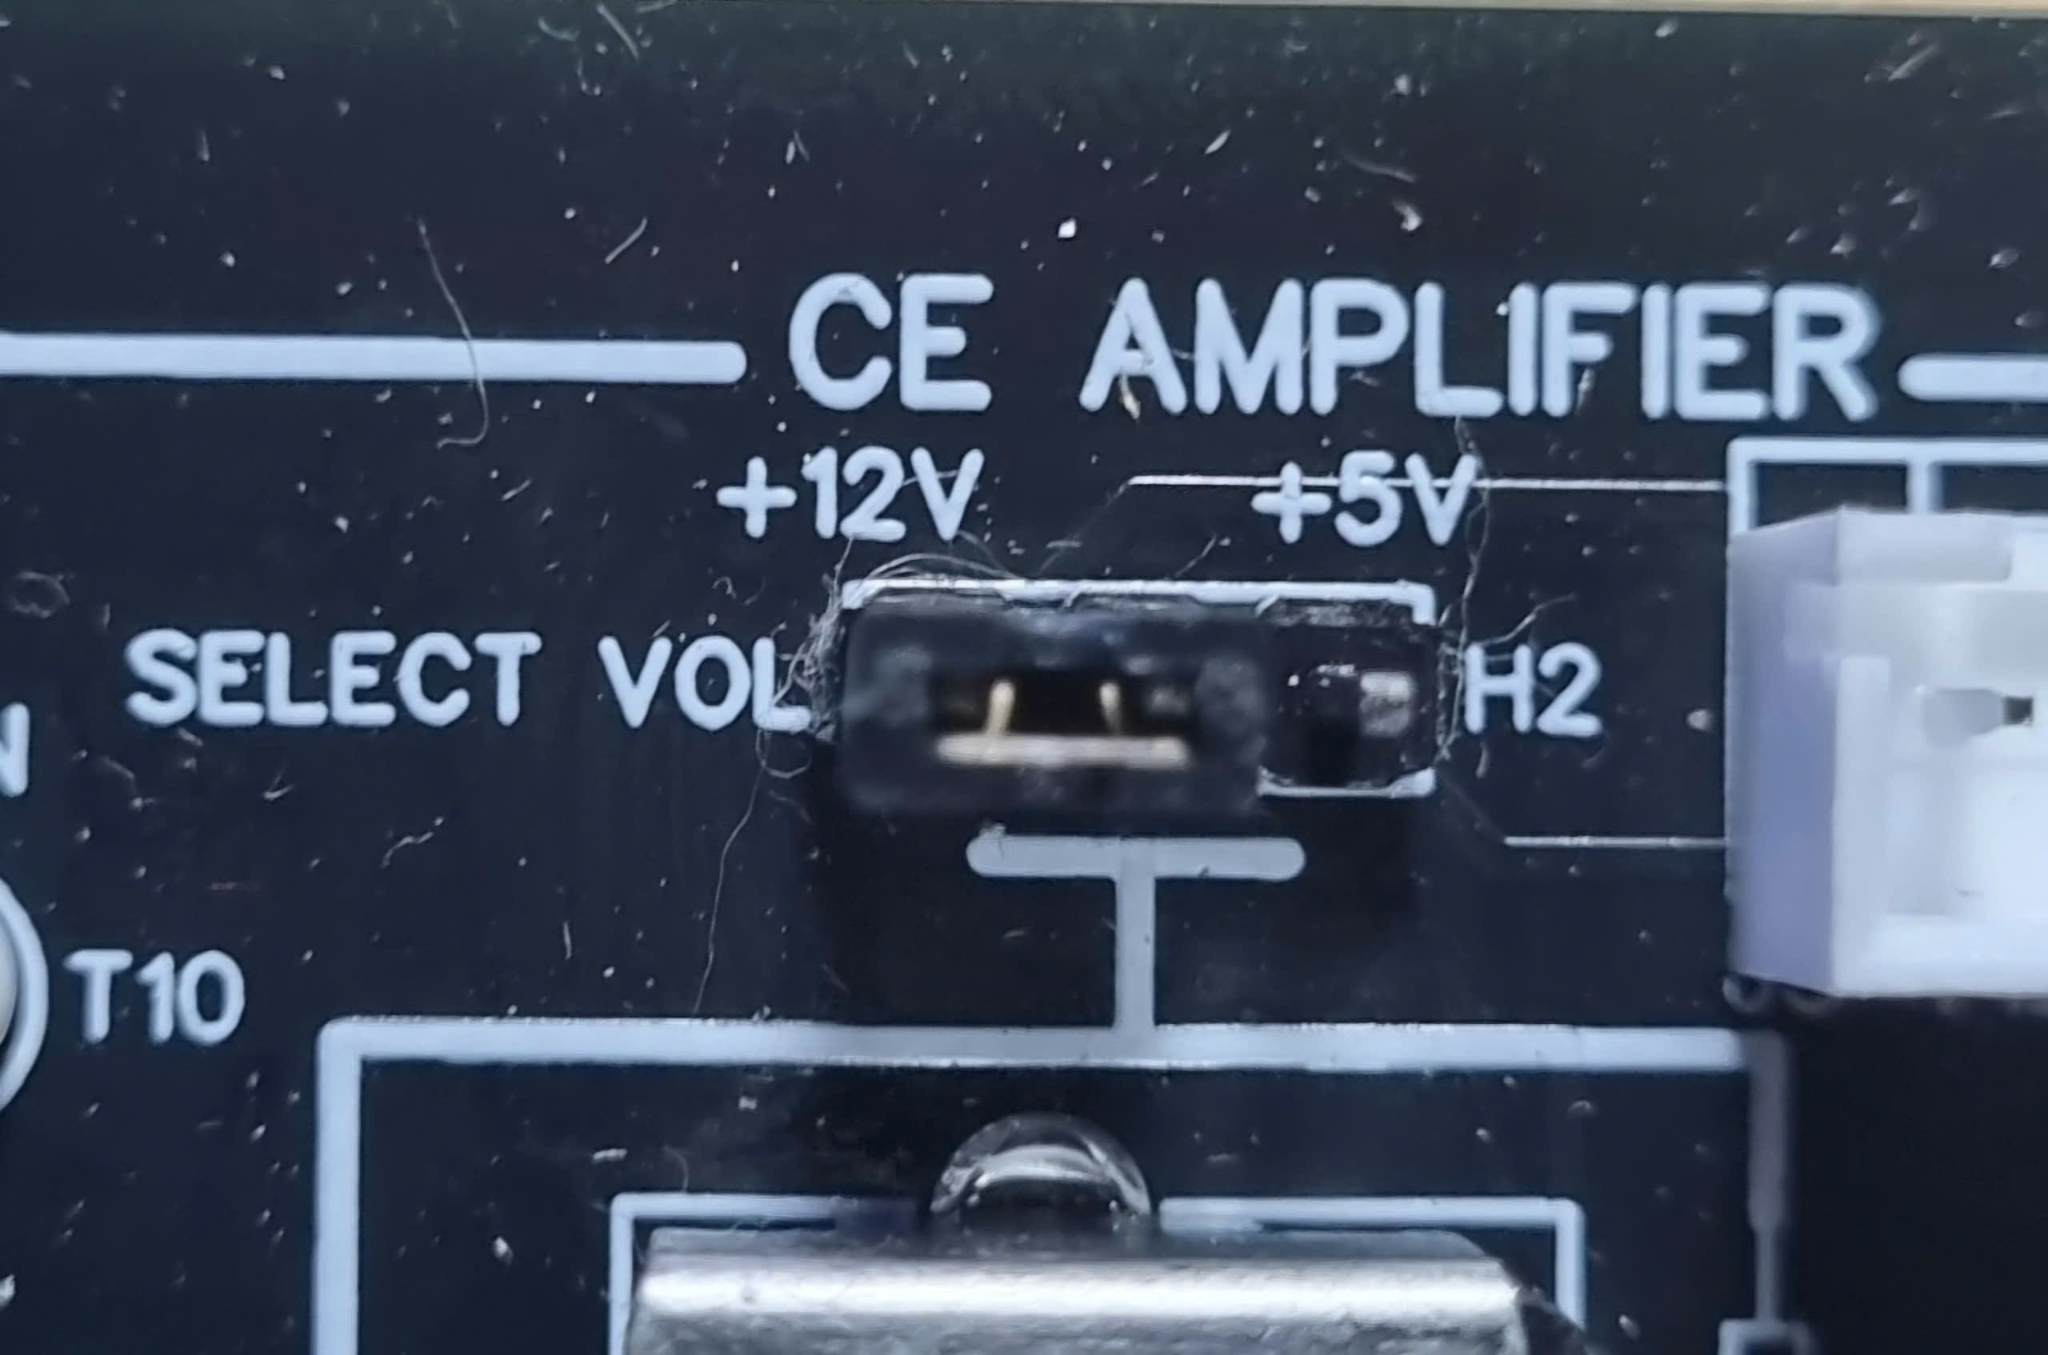 CE AMPLIFIER
+12V +5V
SELECT VOL H2
T10